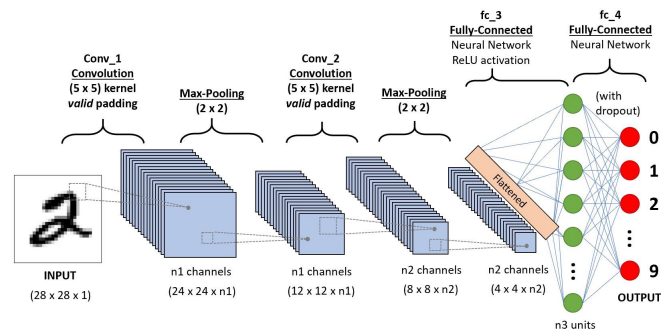 fc_3
Fully-Connected
Neural Network
ReLU activation
fc_4
Fully-Connected
Neural Network
Conv_1
Convolution
(5 x 5) kernel
valid padding
Max-Pooling
(2 x 2)
Conv_2
Convolution
(5 x 5) kernel
valid padding
Max-Pooling
(2 x 2)
(with
dropout)
Flattened
0
1
2
9
2
INPUT
(28 x 28 x 1)
n1 channels
(24 x 24 x n1)
n1 channels
(12 x 12 x n1)
n2 channels
(8 x 8 x n2)
n2 channels
(4 x 4 x n2)
OUTPUT
n3 units